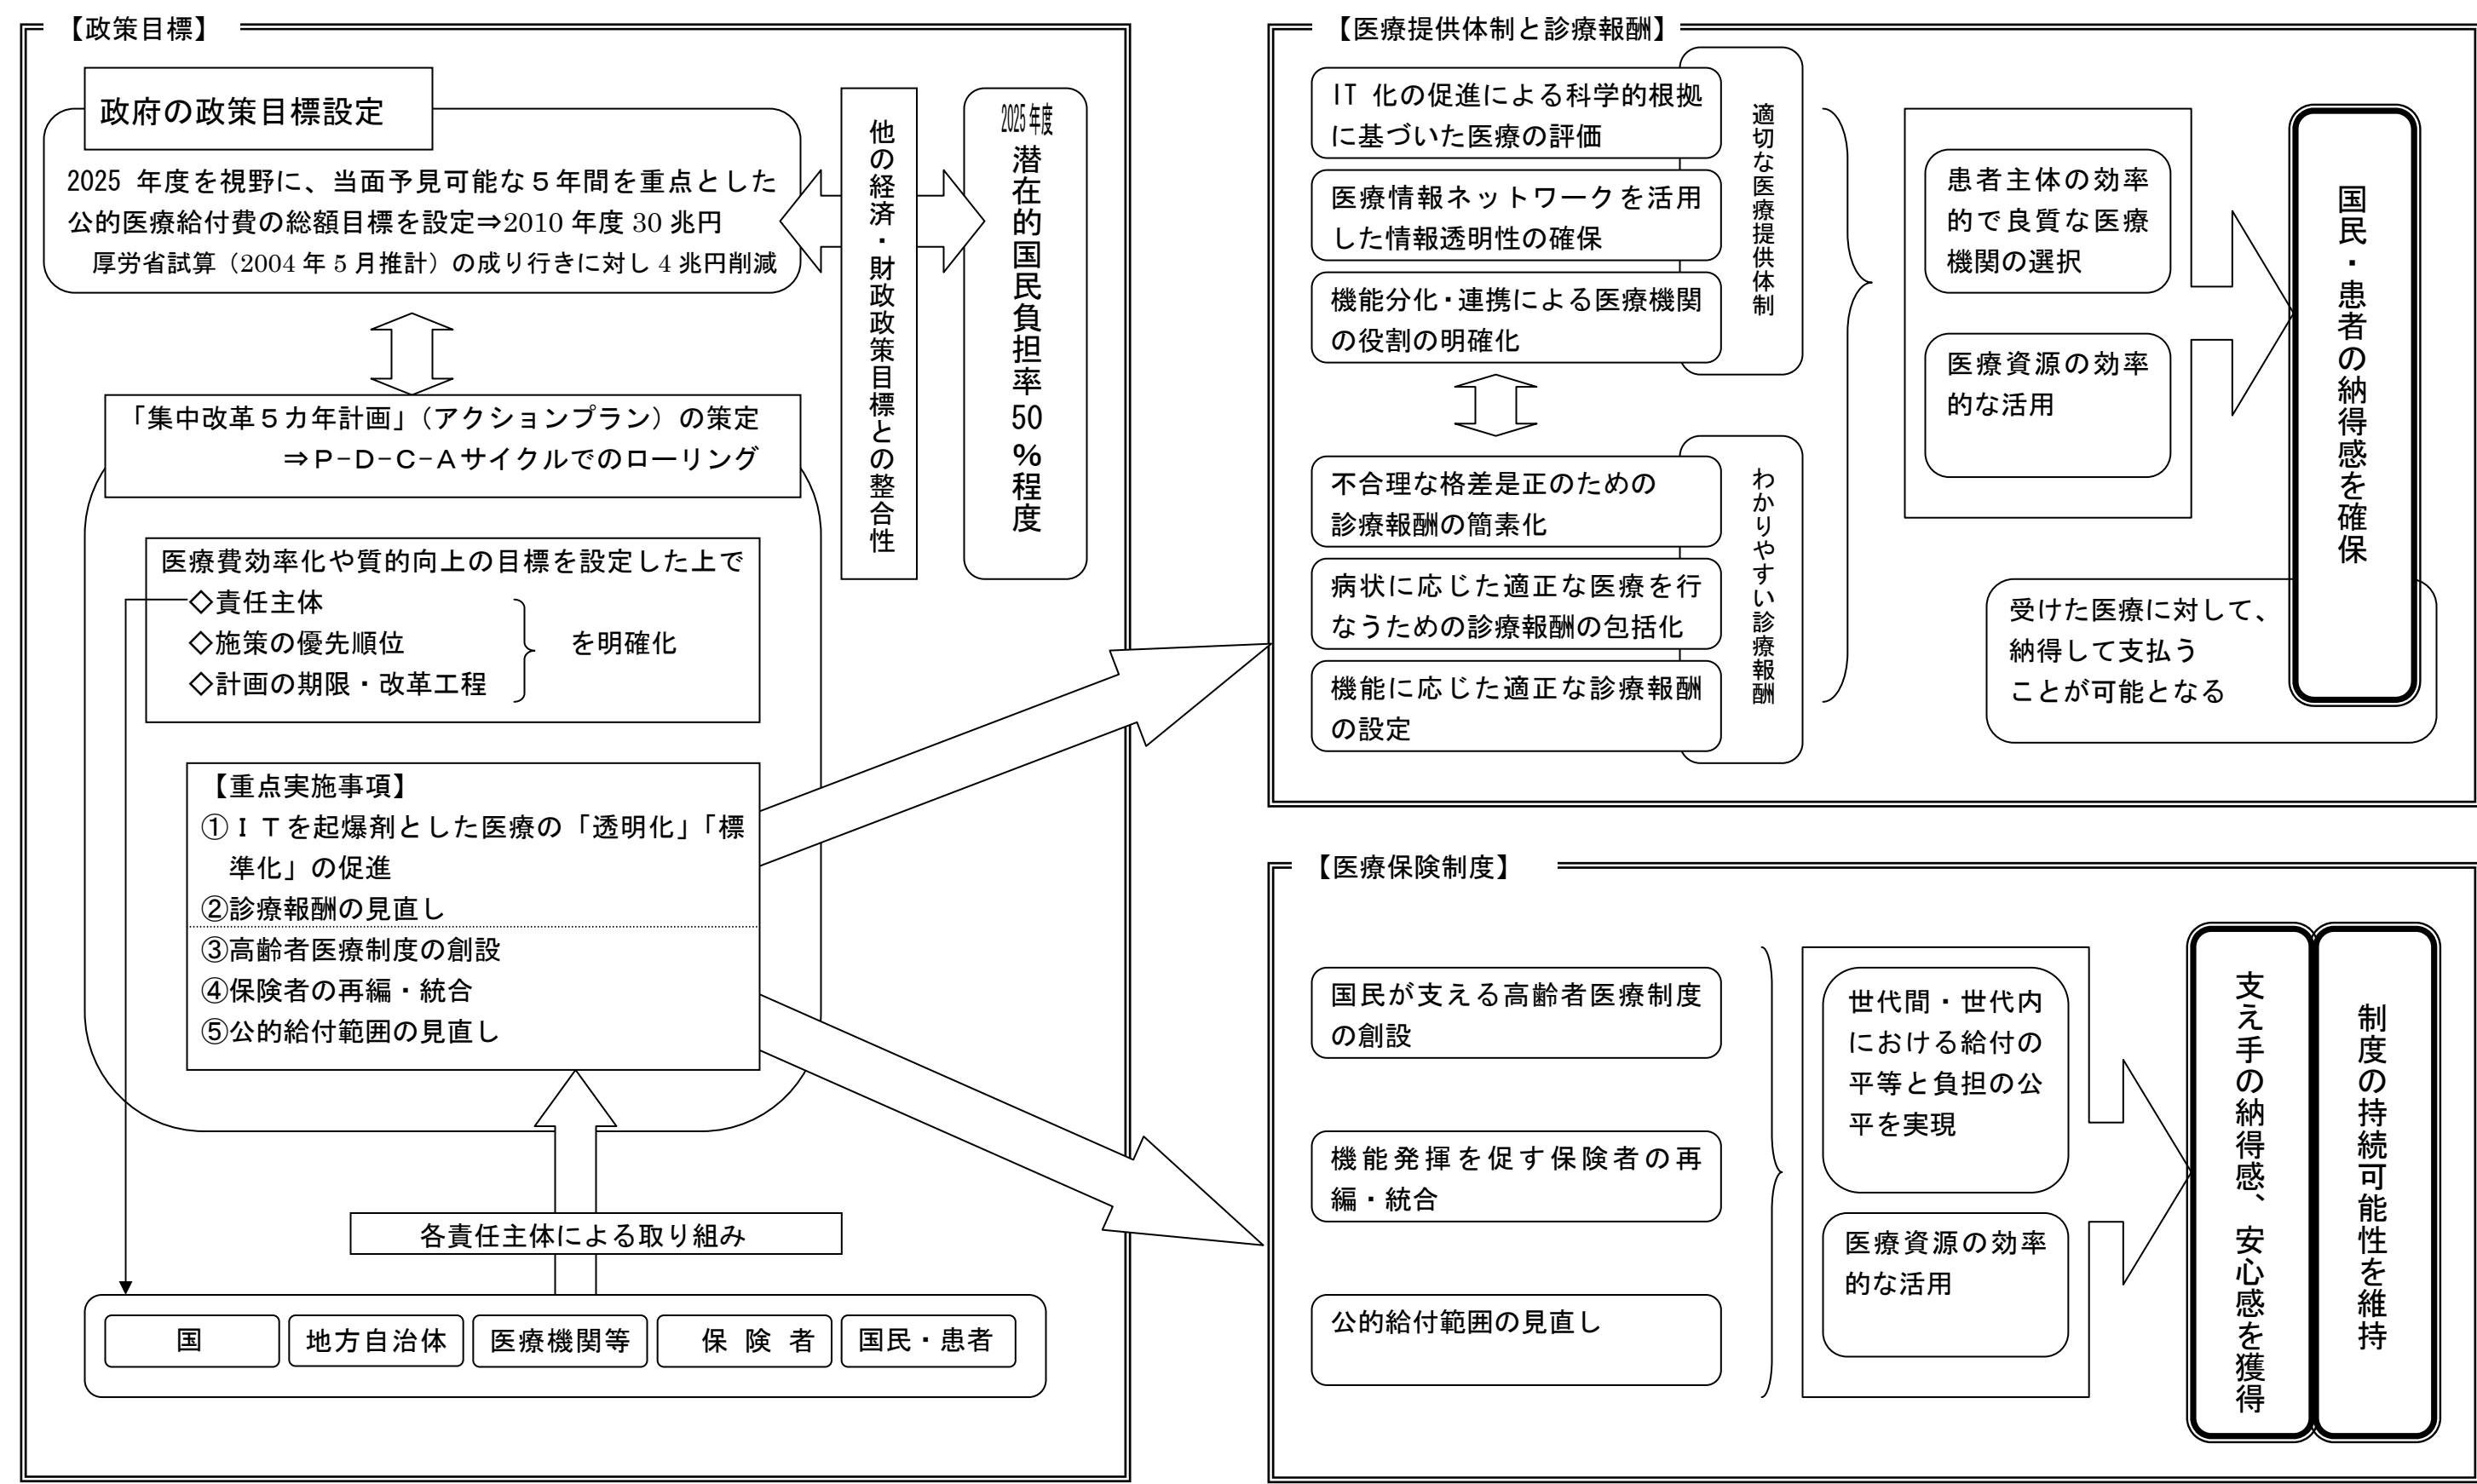 【政策目標】
政府の政策目標設定
2025 年度を視野に、当面予見可能な５年間を重点とした
公的医療給付費の総額目標を設定⇒2010 年度 30 兆円
厚労省試算（2004 年 5 月推計）の成り行きに対し 4 兆円削減
他の経済・財政政策目標との整合性
2025 年度
潜在的国民負担率 50％程度
「集中改革５カ年計画」（アクションプラン）の策定
⇒Ｐ−Ｄ−Ｃ−Ａサイクルでのローリング
医療費効率化や質的向上の目標を設定した上で
◇責任主体
◇施策の優先順位
◇計画の期限・改革工程
を明確化
【重点実施事項】
①ＩＴを起爆剤とした医療の「透明化」「標
準化」の促進
②診療報酬の見直し
③高齢者医療制度の創設
④保険者の再編・統合
⑤公的給付範囲の見直し
各責任主体による取り組み
国
地方自治体
医療機関等
保 険 者
国民・患者
【医療提供体制と診療報酬】
IT 化の促進による科学的根拠
に基づいた医療の評価
医療情報ネットワークを活用
した情報透明性の確保
機能分化・連携による医療機関
の役割の明確化
適切な医療提供体制
不合理な格差是正のための
診療報酬の簡素化
病状に応じた適正な医療を行
なうための診療報酬の包括化
機能に応じた適正な診療報酬
の設定
わかりやすい診療報酬
患者主体の効率
的で良質な医療
機関の選択
医療資源の効率
的な活用
国民・患者の納得感を確保
受けた医療に対して、
納得して支払う
ことが可能となる
【医療保険制度】
国民が支える高齢者医療制度
の創設
機能発揮を促す保険者の再
編・統合
公的給付範囲の見直し
世代間・世代内
における給付の
平等と負担の公
平を実現
医療資源の効率
的な活用
支え手の納得感、安心感を獲得
制度の持続可能性を維持